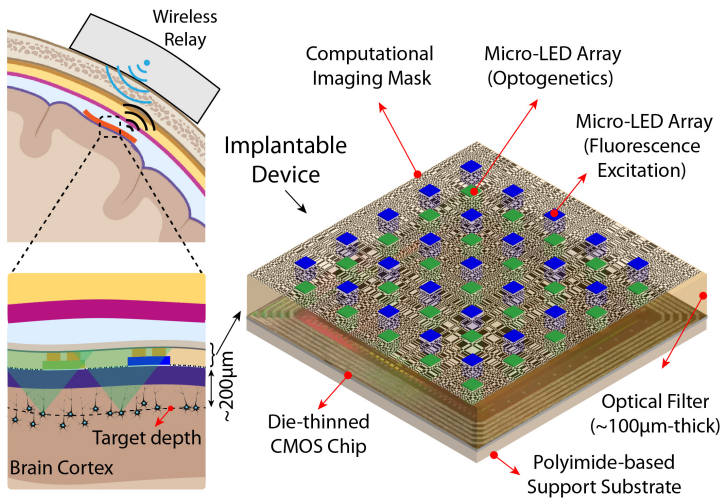 Wireless
Relay
Computational
Imaging Mask
Micro-LED Array
(Optogenetics)
Micro-LED Array
(Fluorescence
Excitation)
Implantable
Device
~200μm
Target depth
Brain Cortex
Die-thinned
CMOS Chip
Optical Filter
(~100μm-thick)
Polyimide-based
Support Substrate